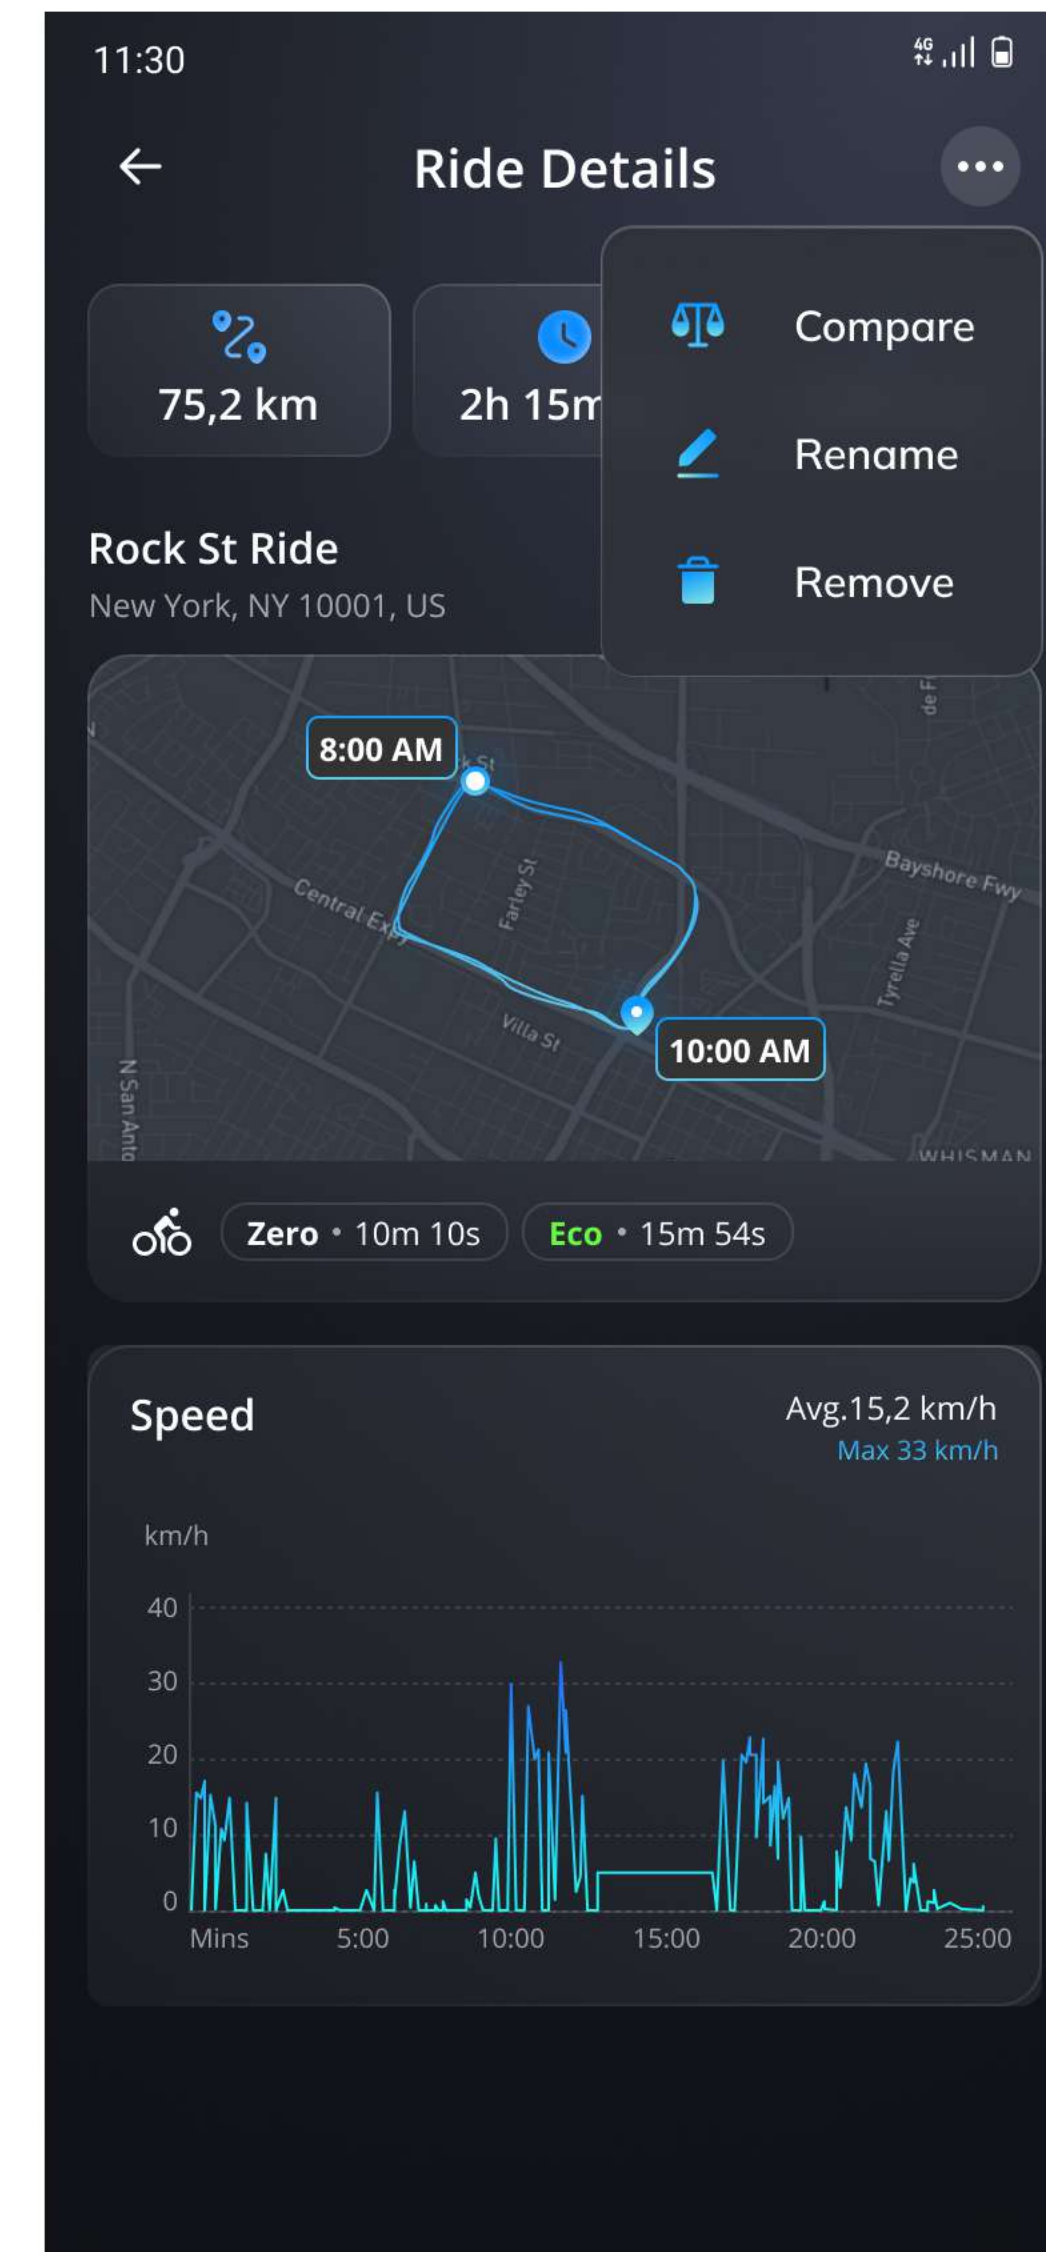 11:30
4G
Ride Details
Compare
75,2 km
2h 15m
Rename
Rock St Ride
Remove
New York, NY 10001, US
8:00 AM
St
Bayshore Fwy
Farley St
Central Expy
Tyrella Ave
Villa St
10:00 AM
N San Anto
WHISMAN
Zero • 10m 10s
Eco • 15m 54s
Speed
Avg.15,2 km/h
Max 33 km/h
km/h
40
30
20
10
0
Mins 5:00 10:00 15:00 20:00 25:00